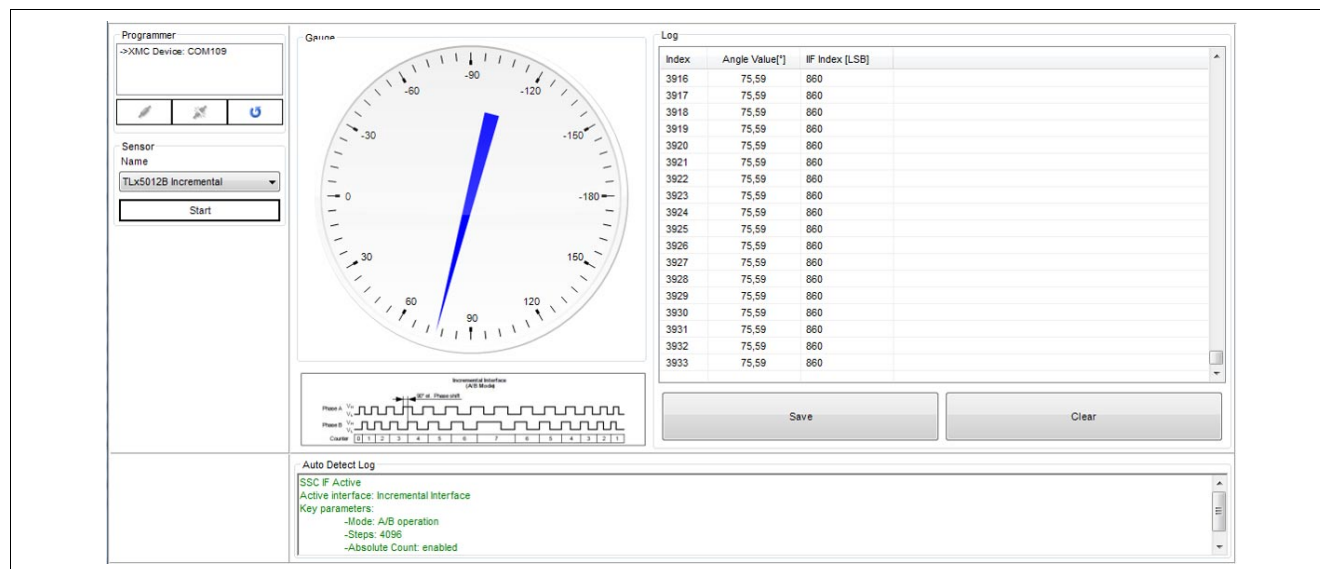 Programmer
->XMC Device: COM109
Sensor
Name
TLx5012B Incremental
Start
Gauge
-90
-60
-120
-30
-150
0
-180
30
150
60
120
90
Incremental Interface
(A/B Mode)
90° el. Phase shift
Phase A VH
VL
Phase B VH
VL
Counter 0 1 2 3 4 5 6 7 6 5 4 3 2 1
Log
Index Angle Value[°] IIF Index [LSB]
3916 75,59 860
3917 75,59 860
3918 75,59 860
3919 75,59 860
3920 75,59 860
3921 75,59 860
3922 75,59 860
3923 75,59 860
3924 75,59 860
3925 75,59 860
3926 75,59 860
3927 75,59 860
3928 75,59 860
3929 75,59 860
3930 75,59 860
3931 75,59 860
3932 75,59 860
3933 75,59 860
Save
Clear
Auto Detect Log
SSC IF Active
Active interface: Incremental Interface
Key parameters:
-Mode: A/B operation
-Steps: 4096
-Absolute Count: enabled